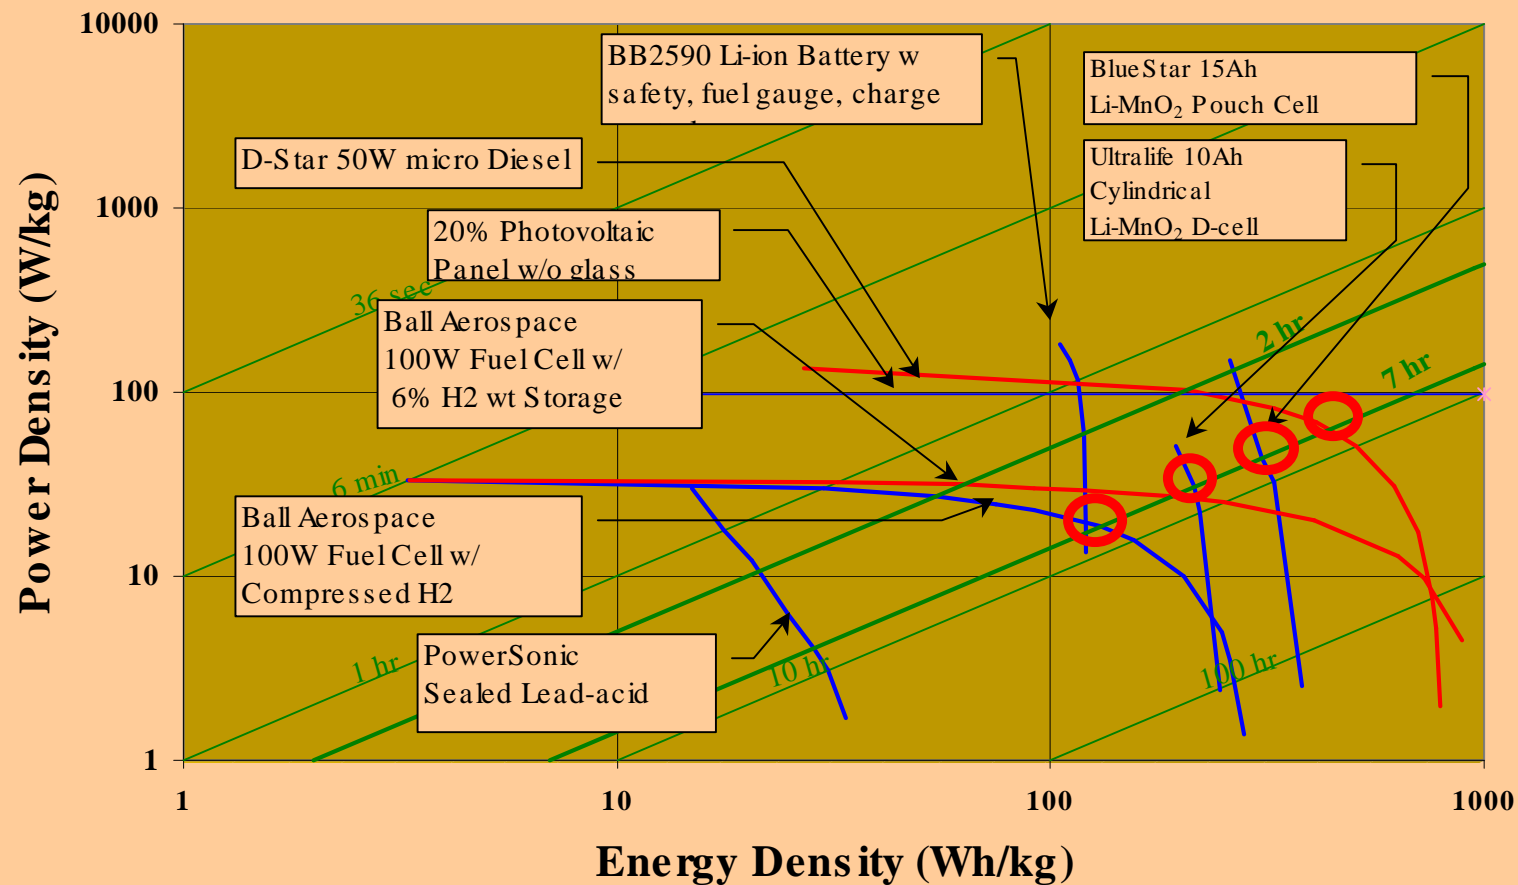 10000
1000
100
10
1
Power Density (W/kg)
BB2590 Li-ion Battery w
safety, fuel gauge, charge
BlueStar 15Ah
Li-MnO₂ Pouch Cell
D-Star 50W micro Diesel
Ultralife 10Ah
Cylindrical
Li-MnO₂ D-cell
20% Photovoltaic
Panel w/o glass
36 sec
Ball Aerospace
100W Fuel Cell w/
6% H2 wt Storage
2 hr
7 hr
6 min
Ball Aerospace
100W Fuel Cell w/
Compressed H2
1 hr
PowerSonic
Sealed Lead-acid
10 hr
100 hr
1
10
100
1000
Energy Density (Wh/kg)